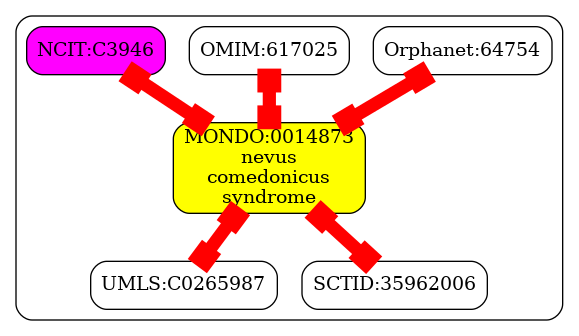 NCIT:C3946
OMIM:617025
Orphanet:64754
MONDO:0014873
nevus
comedonicus
syndrome
UMLS:C0265987
SCTID:35962006